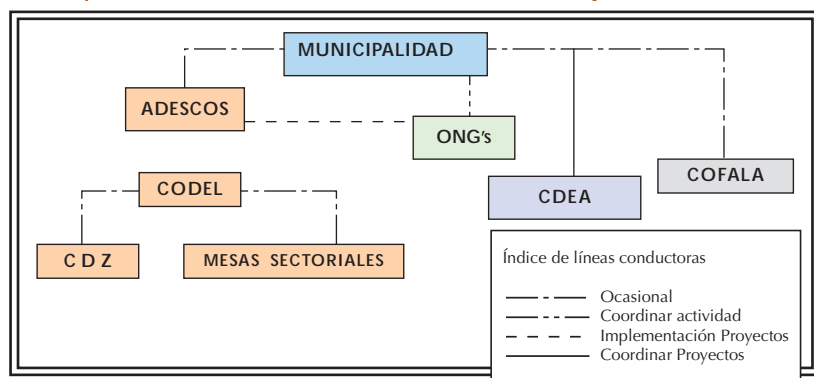 MUNICIPALIDAD
ADESCOS
ONG's
CODEL
COFALA
CDEA
C D Z
MESAS SECTORIALES
Índice de líneas conductoras
Ocasional
Coordinar actividad
Implementación Proyectos
Coordinar Proyectos